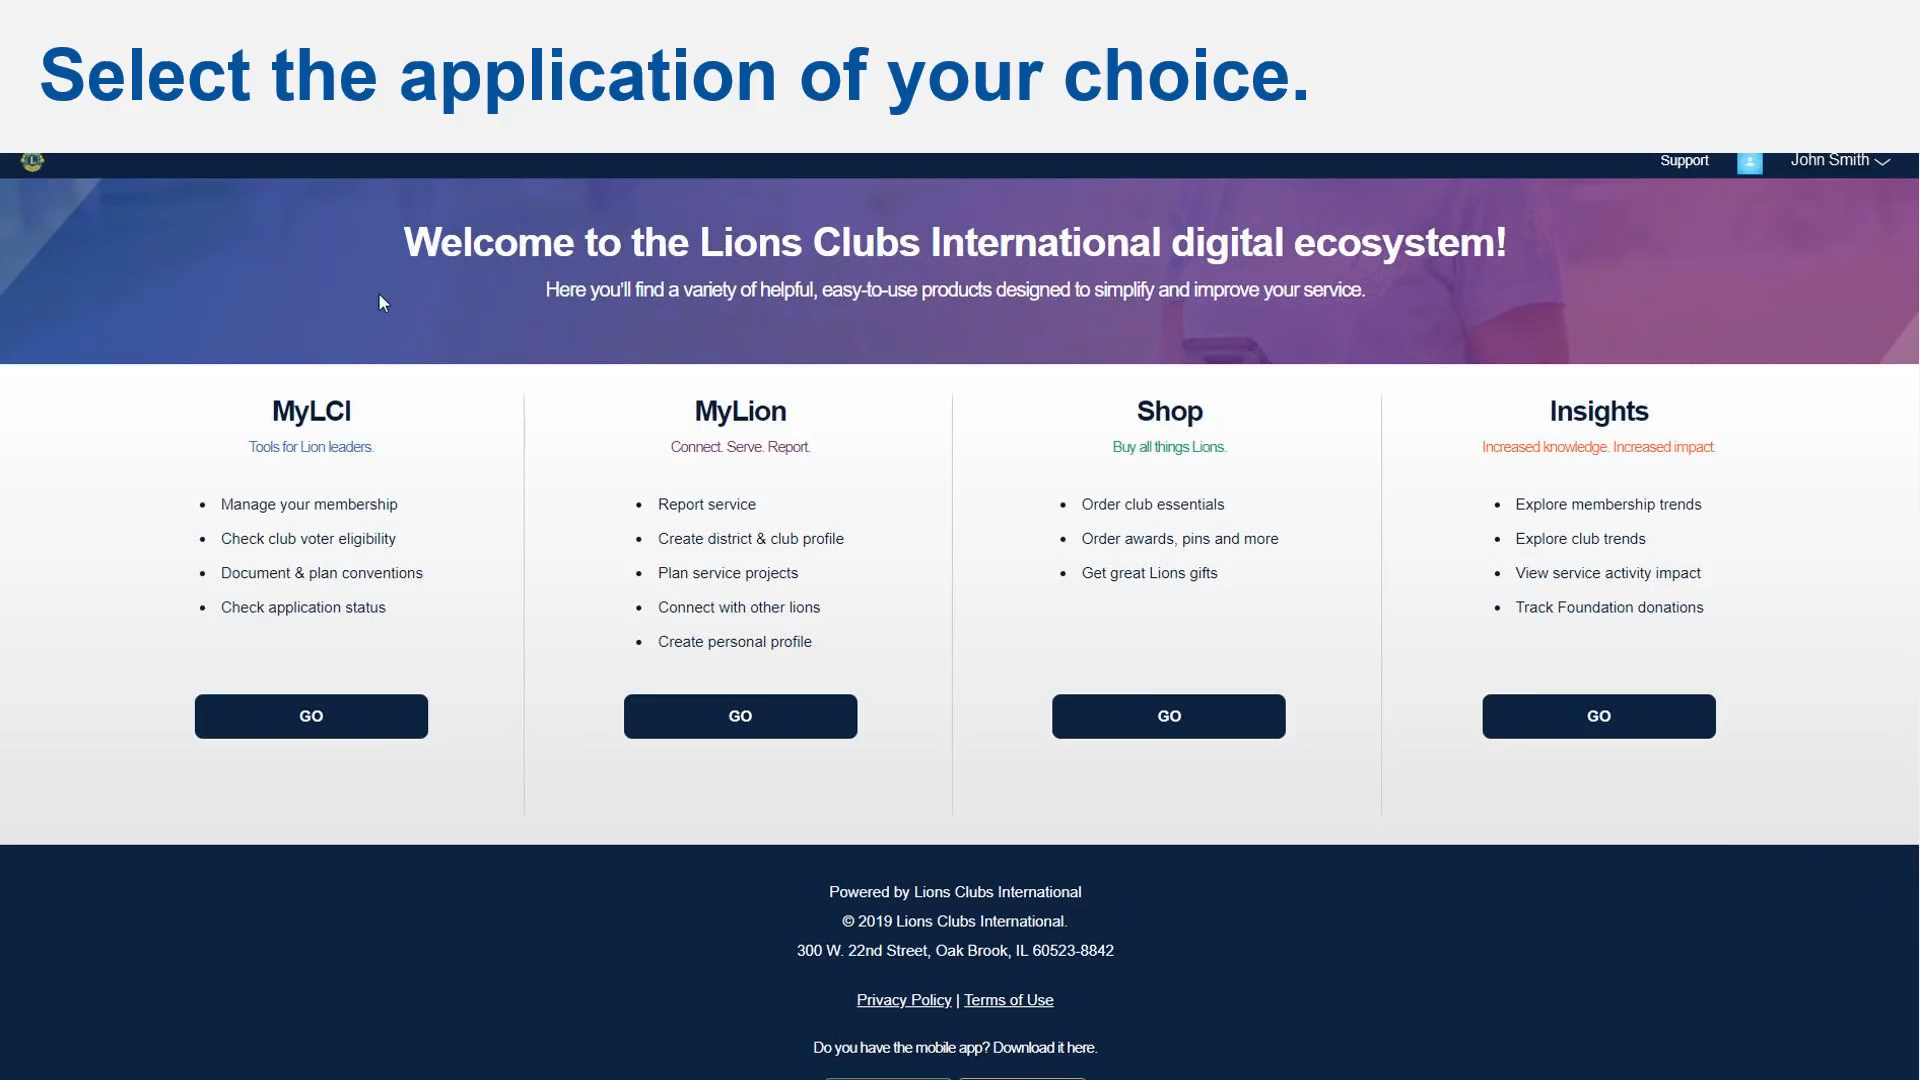 Select the application of your choice.
Support
John Smith
Welcome to the Lions Clubs International digital ecosystem!
Here you'll find a variety of helpful, easy-to-use products designed to simplify and improve your service.
MyLCI
Tools for Lion leaders.
• Manage your membership
• Check club voter eligibility
• Document & plan conventions
• Check application status
GO
MyLion
Connect. Serve. Report.
• Report service
• Create district & club profile
• Plan service projects
• Connect with other lions
• Create personal profile
GO
Shop
Buy all things Lions.
• Order club essentials
• Order awards, pins and more
• Get great Lions gifts
GO
Insights
Increased knowledge. Increased impact.
• Explore membership trends
• Explore club trends
• View service activity impact
• Track Foundation donations
GO
Powered by Lions Clubs International
© 2019 Lions Clubs International.
300 W. 22nd Street, Oak Brook, IL 60523-8842
Privacy Policy | Terms of Use
Do you have the mobile app? Download it here.